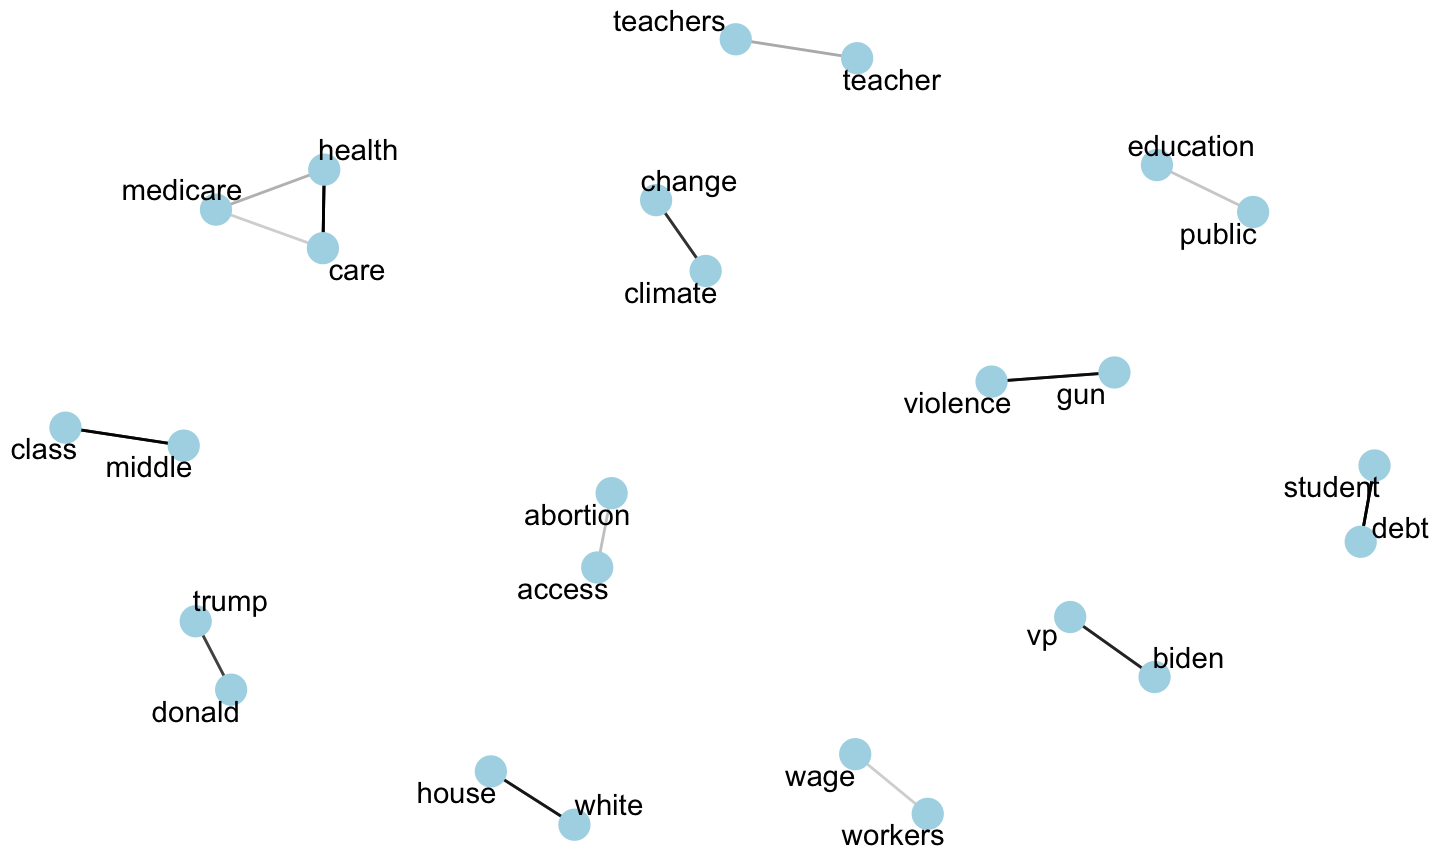 teachers
teacher
education
health
change
medicare
public
care
climate
violence
gun
class
middle
student
abortion
debt
access
trump
vp
biden
donald
wage
house
white
workers